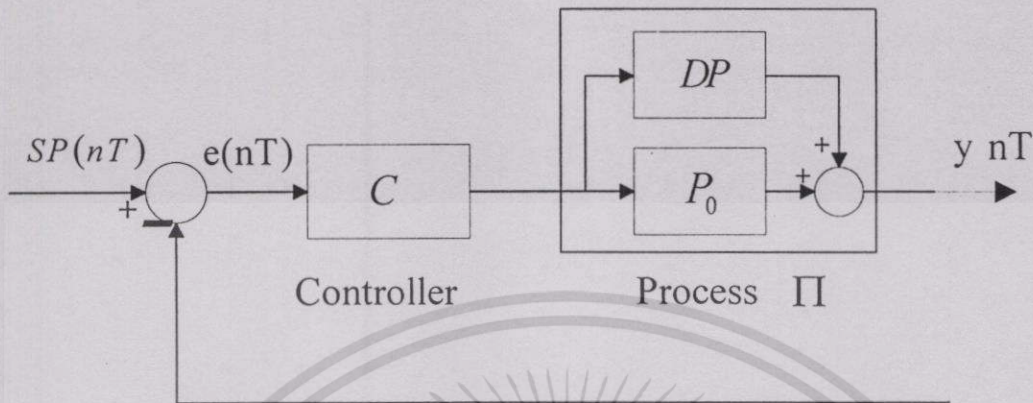 DP
SP(nT)
e(nT)
+
+
y nT
+
−
C
P₀
Controller
Process Π